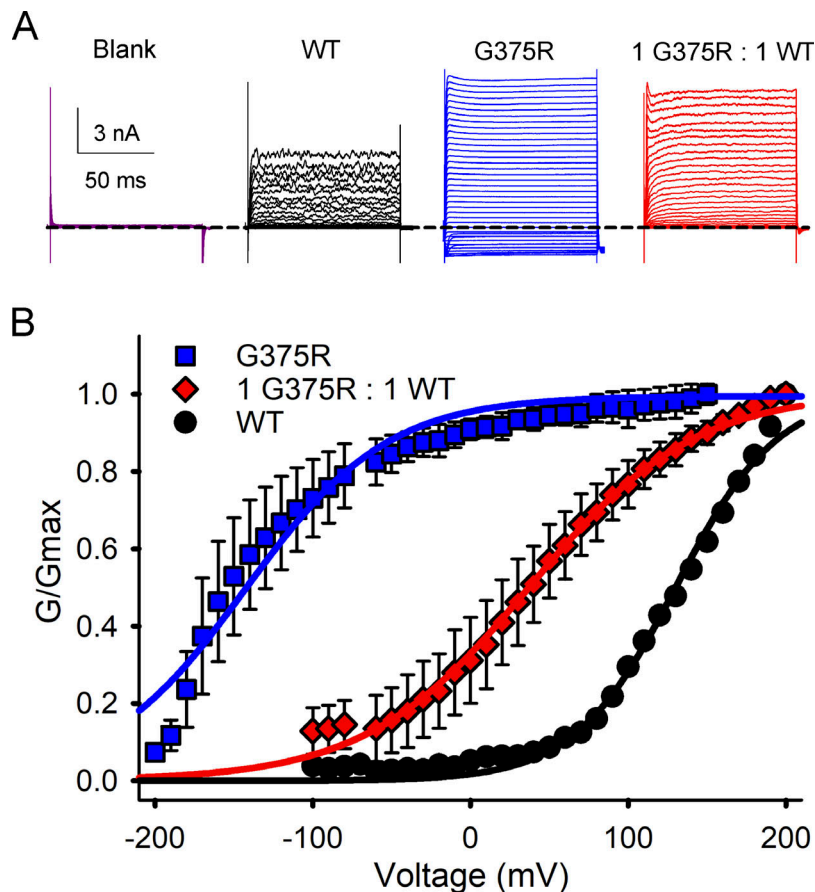 A
Blank WT G375R 1 G375R : 1 WT
3 nA
50 ms
B
G375R
1 G375R : 1 WT
WT
1.0
0.8
0.6
0.4
0.2
0.0
G/Gmax
-200 -100 0 100 200
Voltage (mV)